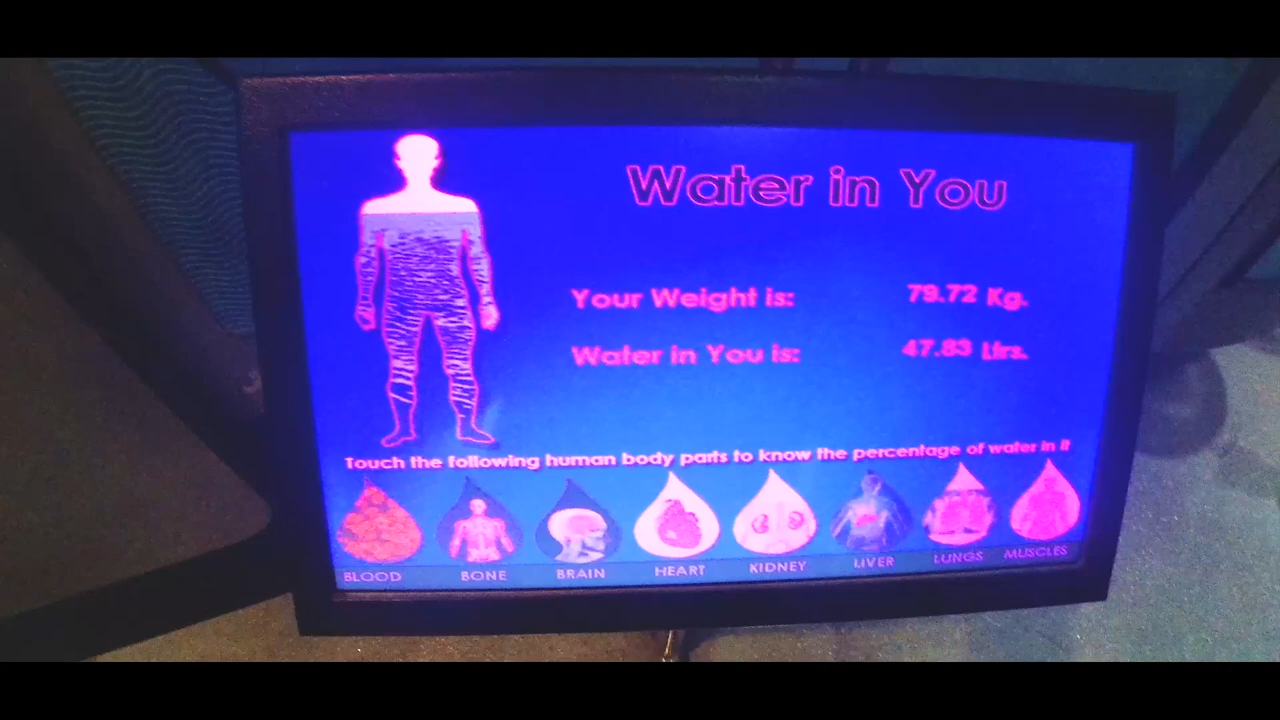 Water in You
Your Weight is: 79.72 Kg.
Water in You is: 47.83 Ltrs.
Touch the following human body parts to know the percentage of water in it
BLOOD BONE BRAIN HEART KIDNEY LIVER LUNGS MUSCLES